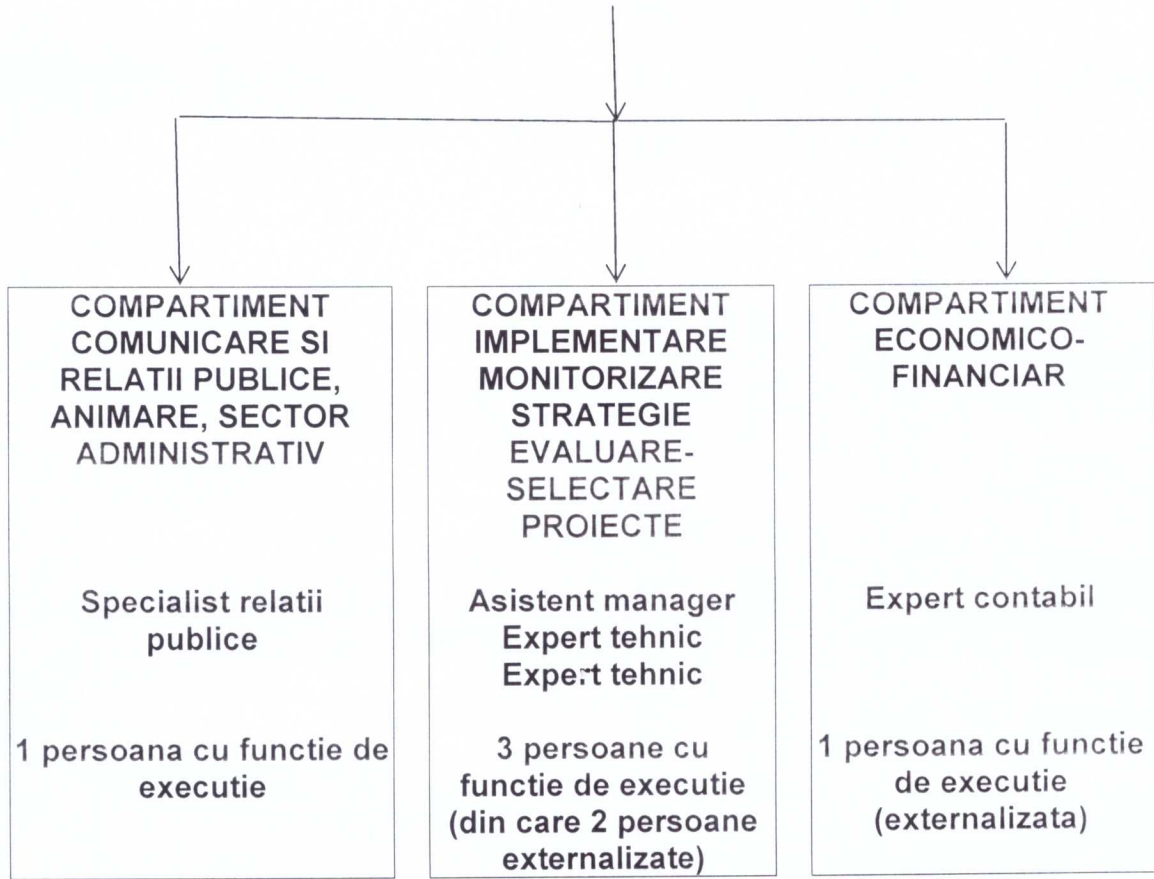 COMPARTIMENT
COMUNICARE SI
RELATII PUBLICE,
ANIMARE, SECTOR
ADMINISTRATIV
Specialist relatii
publice
1 persoana cu functie de
executie
COMPARTIMENT
IMPLEMENTARE
MONITORIZARE
STRATEGIE
EVALUARE-
SELECTARE
PROIECTE
Asistent manager
Expert tehnic
Expert tehnic
3 persoane cu
functie de executie
(din care 2 persoane
externalizate)
COMPARTIMENT
ECONOMICO-
FINANCIAR
Expert contabil
1 persoana cu functie
de executie
(externalizata)